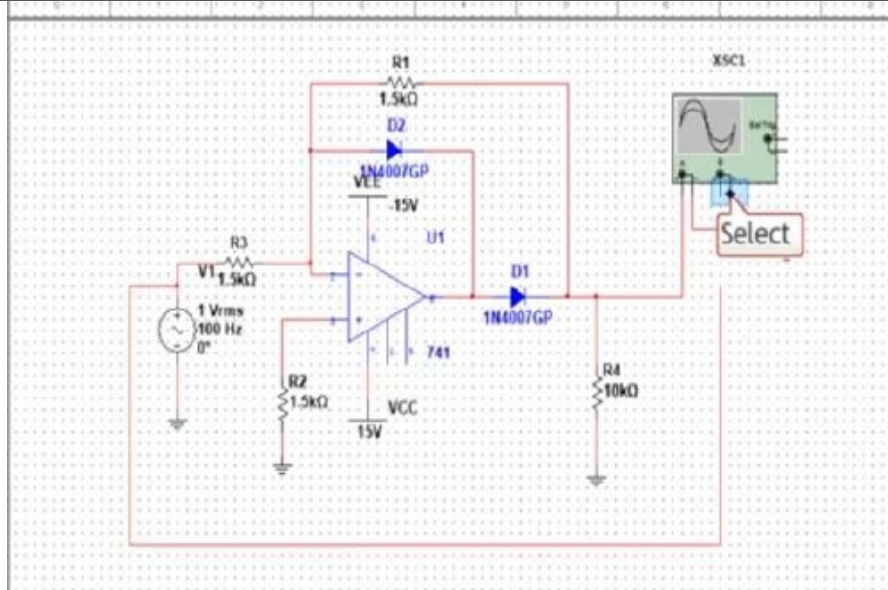 XSC1
R1
1.5kΩ
D2
1N4007GP
VEE
-15V
U1
R3
1.5kΩ
V1
1 Vrms
100 Hz
0°
D1
1N4007GP
741
R2
1.5kΩ
VCC
15V
R4
10kΩ
A
B
Select